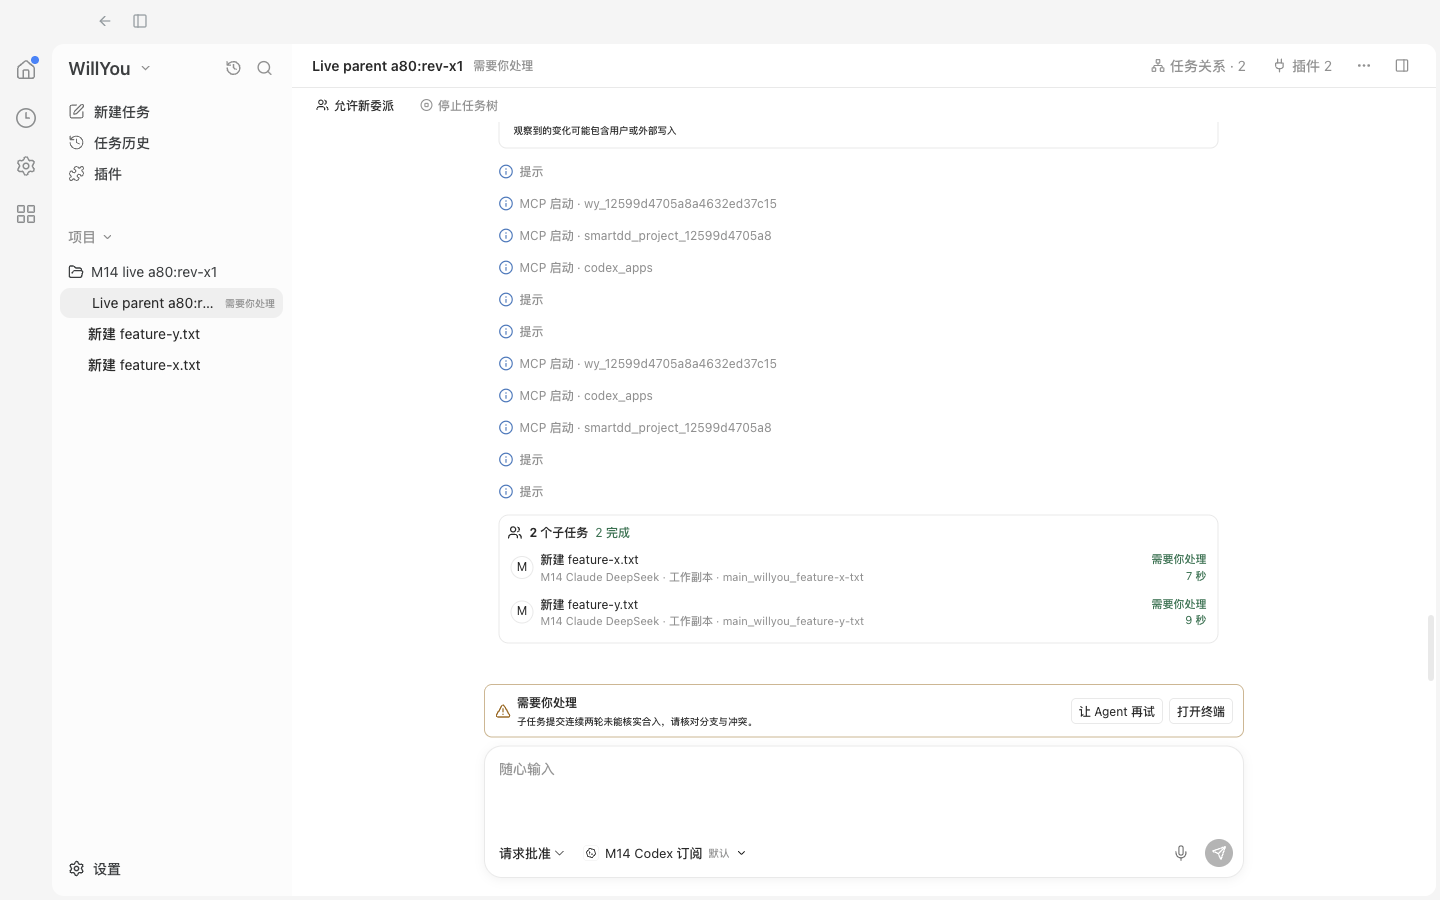 WillYou
新建任务
任务历史
插件
项目
M14 live a80:rev-x1
Live parent a80:r... 需要你处理
新建 feature-y.txt
新建 feature-x.txt
设置
Live parent a80:rev-x1 需要你处理
任务关系 · 2
插件 2
允许新委派
停止任务树
观察到的变化可能包含用户或外部写入
提示
MCP 启动 · wy_12599d4705a8a4632ed37c15
MCP 启动 · smartdd_project_12599d4705a8
MCP 启动 · codex_apps
提示
提示
MCP 启动 · wy_12599d4705a8a4632ed37c15
MCP 启动 · codex_apps
MCP 启动 · smartdd_project_12599d4705a8
提示
提示
2 个子任务 2 完成
M
新建 feature-x.txt
需要你处理
M14 Claude DeepSeek · 工作副本 · main_willyou_feature-x-txt
7 秒
M
新建 feature-y.txt
需要你处理
M14 Claude DeepSeek · 工作副本 · main_willyou_feature-y-txt
9 秒
需要你处理
子任务提交连续两轮未能核实合入，请核对分支与冲突。
让 Agent 再试
打开终端
随心输入
请求批准
M14 Codex 订阅 默认